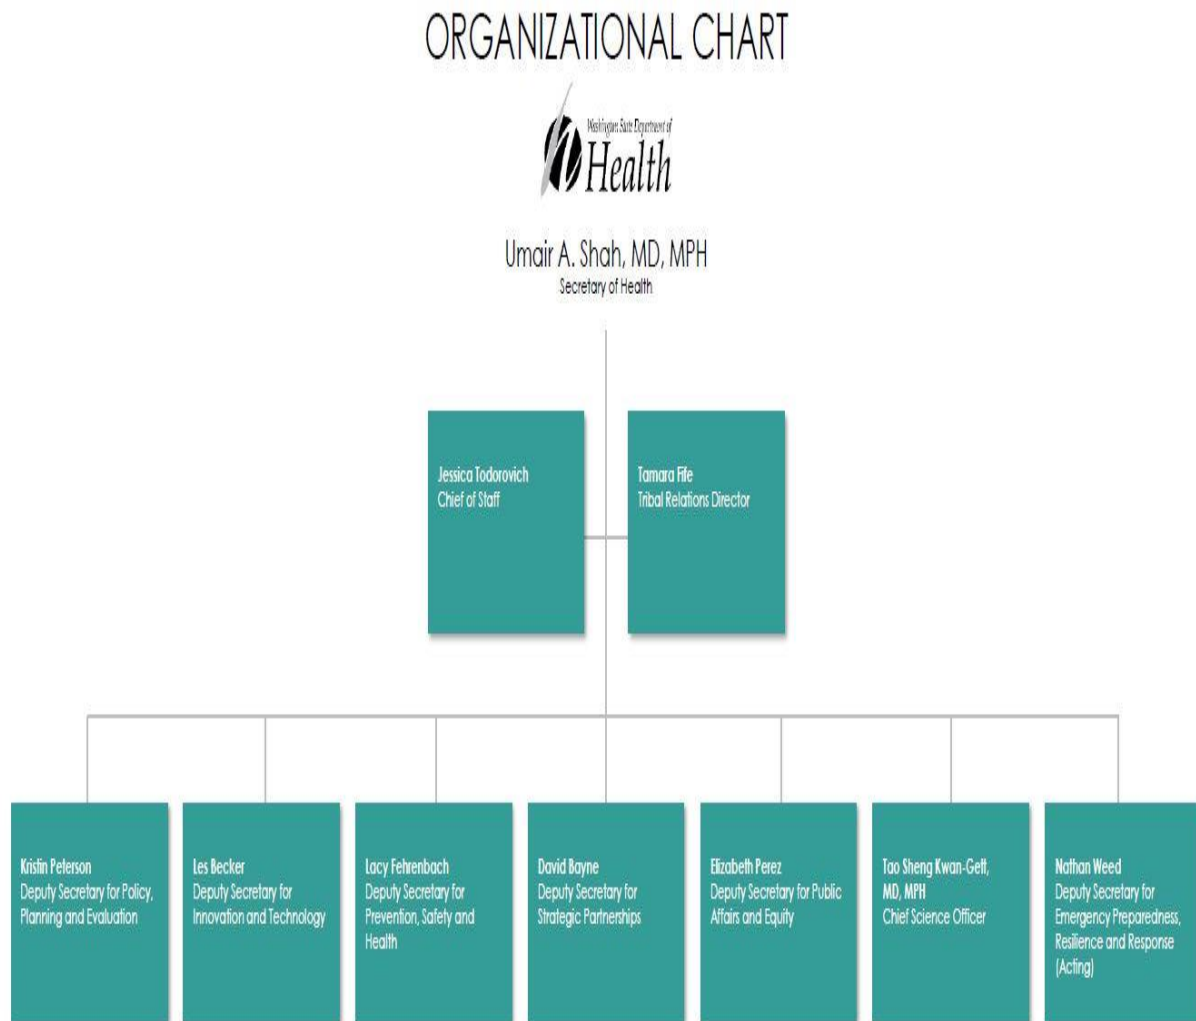 ORGANIZATIONAL CHART
Washington State Department of
Health
Umair A. Shah, MD, MPH
Secretary of Health
Jessica Todorovich
Chief of Staff
Tamara Fife
Tribal Relations Director
Kristin Peterson
Deputy Secretary for Policy,
Planning and Evaluation
Les Becker
Deputy Secretary for
Innovation and Technology
Lacy Fehrenbach
Deputy Secretary for
Prevention, Safety and
Health
David Bayne
Deputy Secretary for
Strategic Partnerships
Elizabeth Perez
Deputy Secretary for Public
Affairs and Equity
Tao Sheng Kwan-Gett,
MD, MPH
Chief Science Officer
Nathan Weed
Deputy Secretary for
Emergency Preparedness,
Resilience and Response
(Acting)